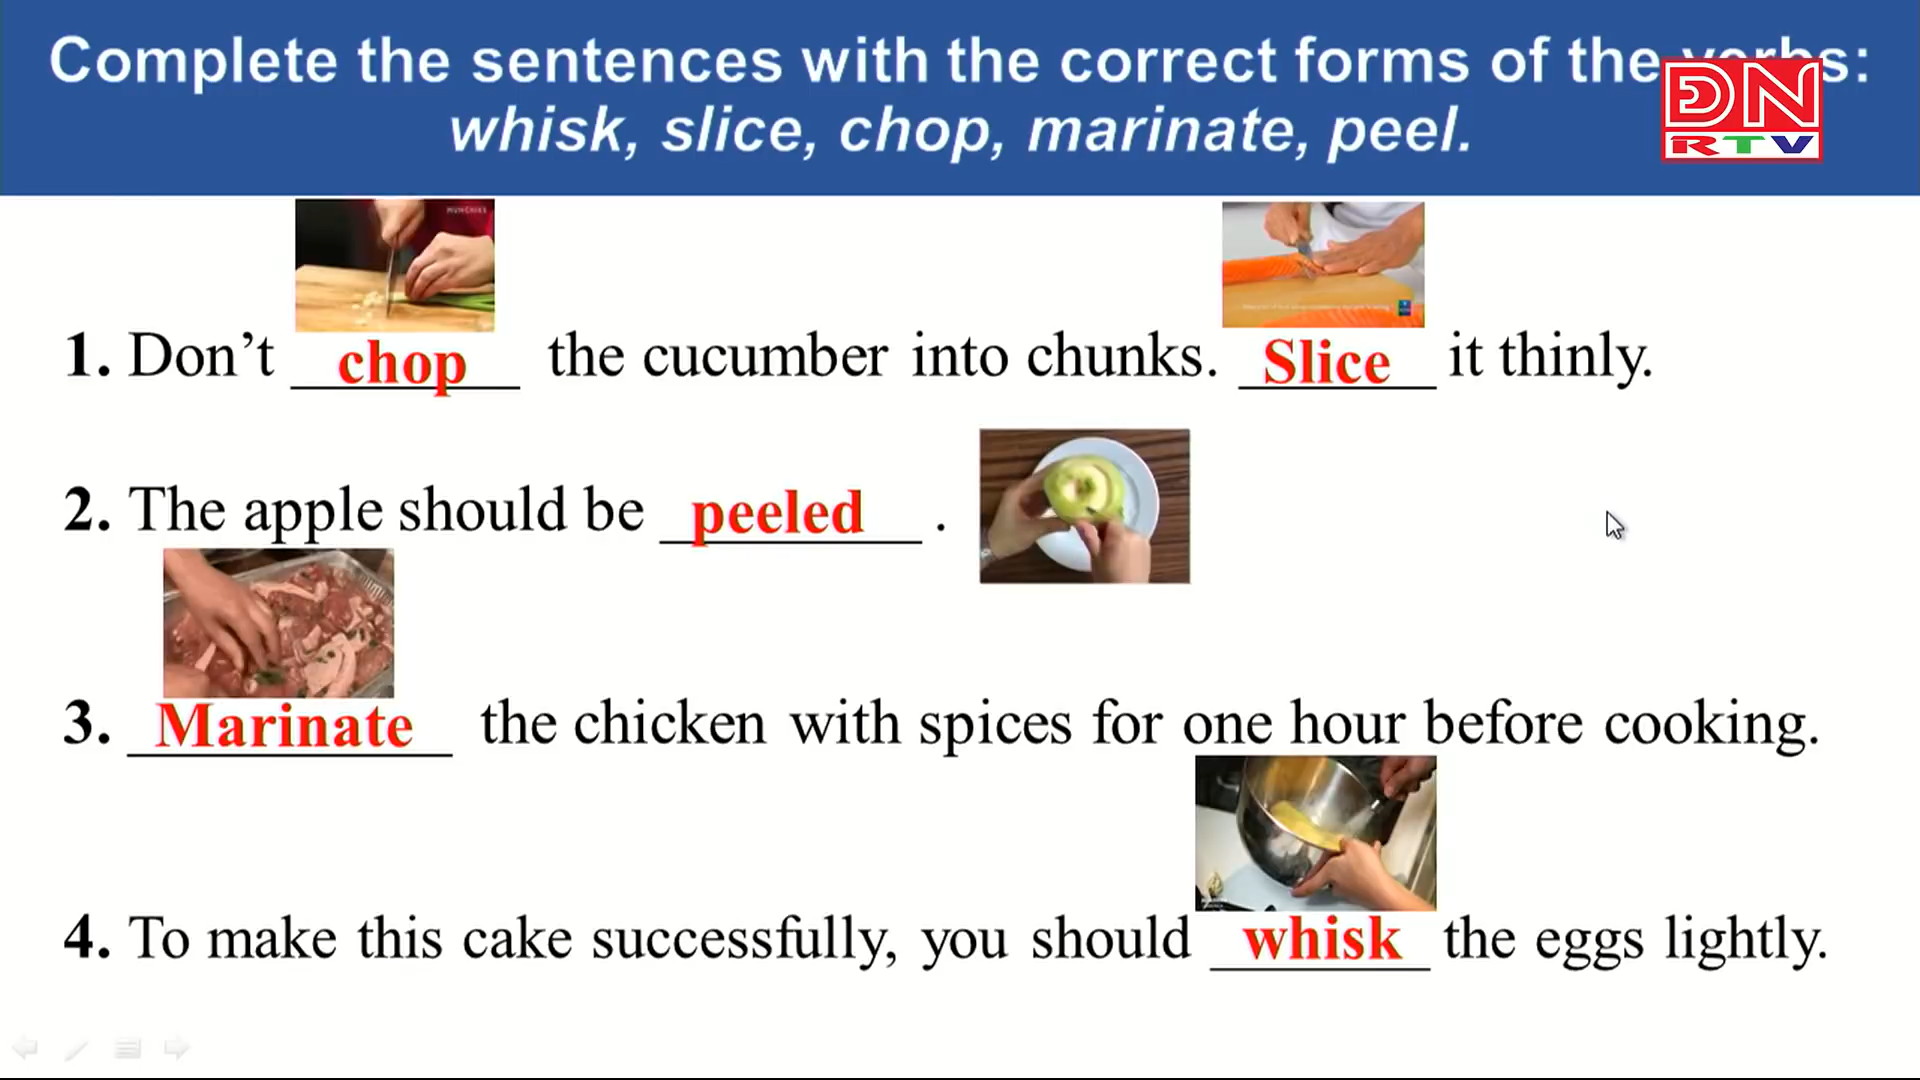 Complete the sentences with the correct forms of the verbs:
whisk, slice, chop, marinate, peel.
DN
RTV
MUNCHIES
1. Don’t chop the cucumber into chunks. Slice it thinly.
2. The apple should be peeled .
3. Marinate the chicken with spices for one hour before cooking.
4. To make this cake successfully, you should whisk the eggs lightly.